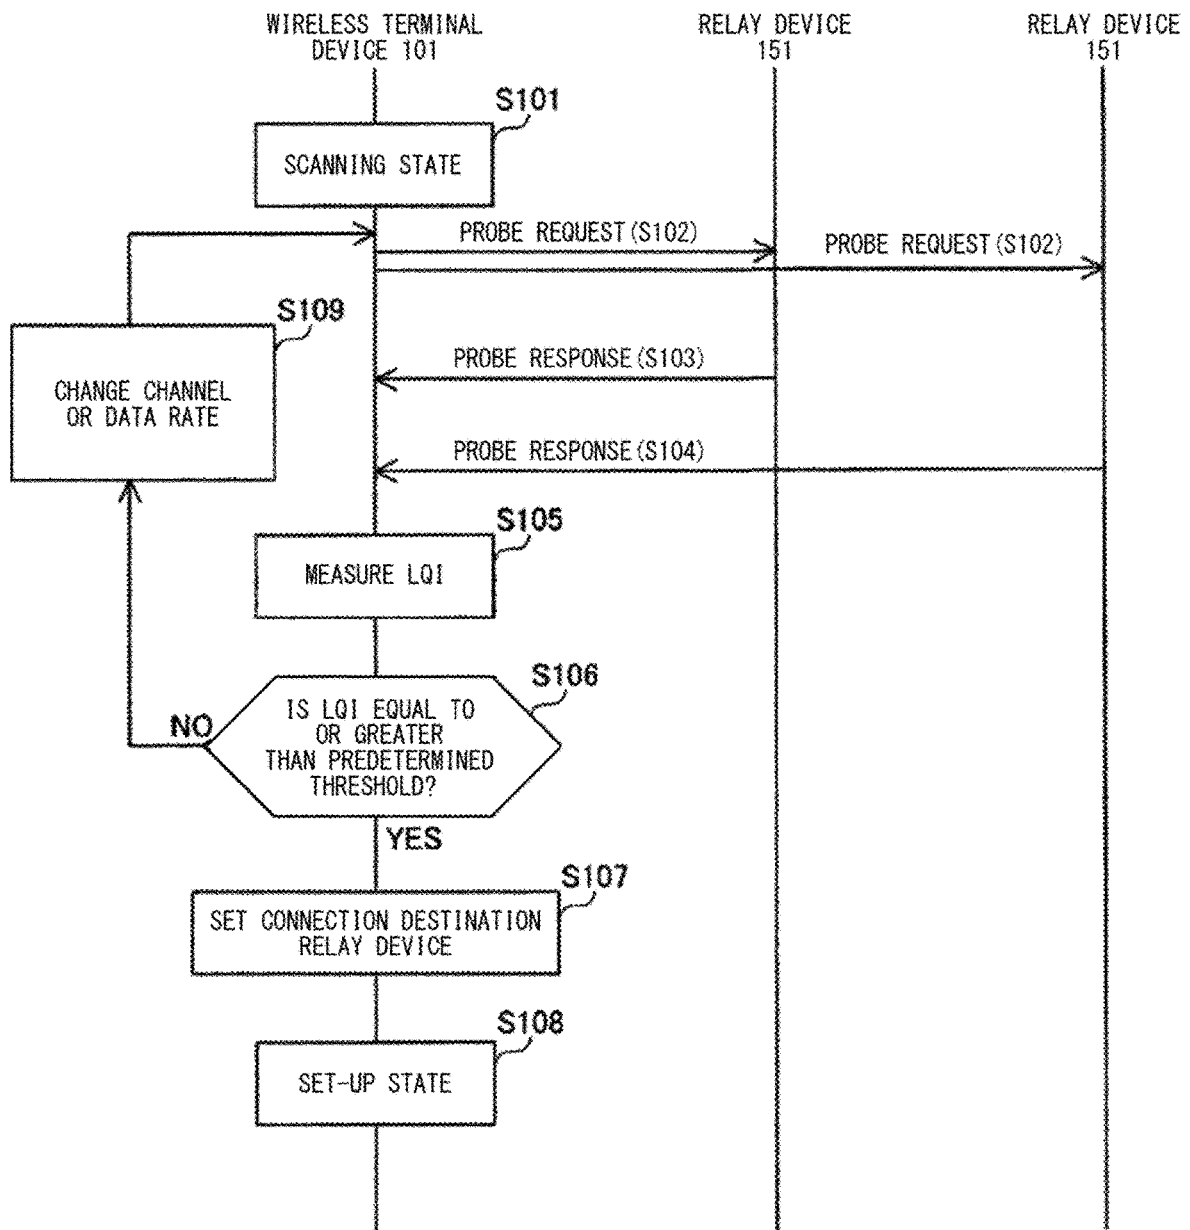 WIRELESS TERMINAL
DEVICE 101
RELAY DEVICE
151
RELAY DEVICE
151
S101
SCANNING STATE
PROBE REQUEST(S102)
PROBE REQUEST(S102)
S109
CHANGE CHANNEL
OR DATA RATE
PROBE RESPONSE(S103)
PROBE RESPONSE(S104)
S105
MEASURE LQI
S106
IS LQI EQUAL TO
OR GREATER
THAN PREDETERMINED
THRESHOLD?
NO
YES
S107
SET CONNECTION DESTINATION
RELAY DEVICE
S108
SET-UP STATE